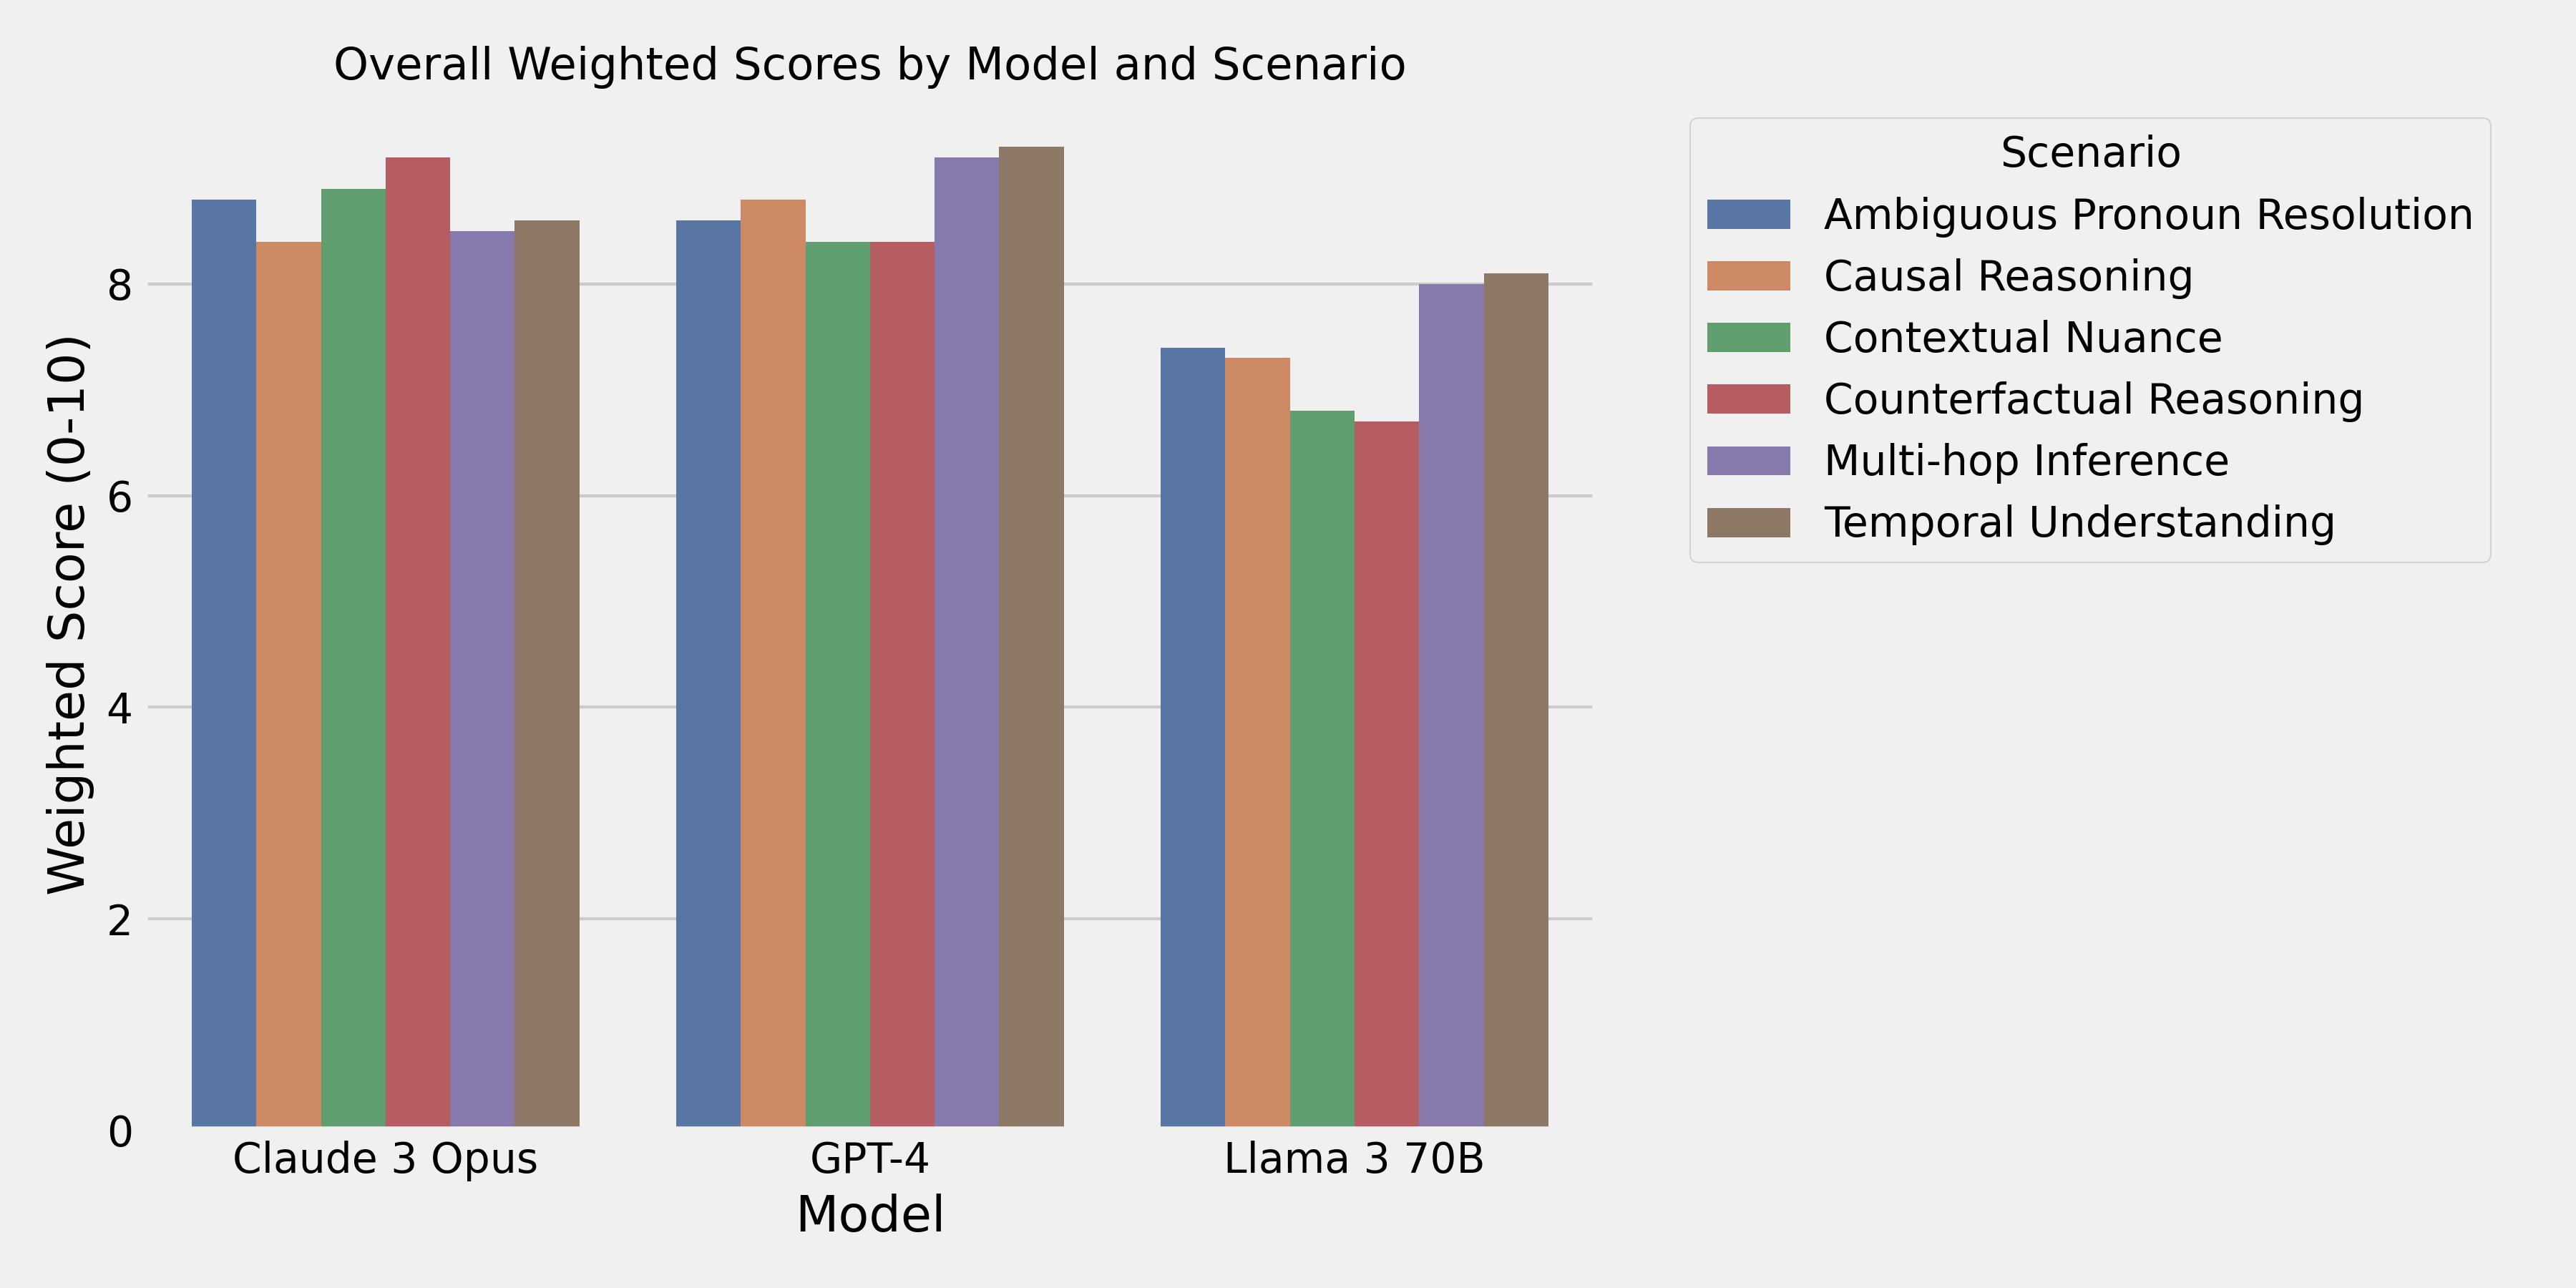 Overall Weighted Scores by Model and Scenario
Weighted Score (0-10)
8
6
4
2
0
Claude 3 Opus
GPT-4
Llama 3 70B
Model
Scenario
Ambiguous Pronoun Resolution
Causal Reasoning
Contextual Nuance
Counterfactual Reasoning
Multi-hop Inference
Temporal Understanding